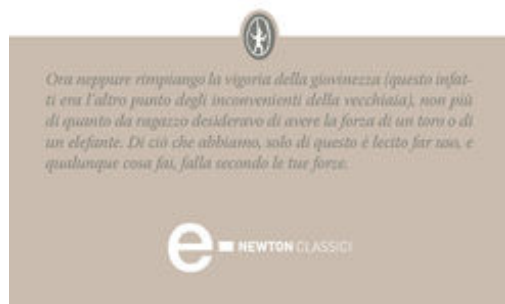 Ora neppure rimpiango la vigoria della giovinezza (questo infat-
ti era l'altro punto degli inconvenienti della vecchiaia), non più
di quanto da ragazzo desideravo di avere la forza di un toro o di
un elefante. Di ciò che abbiamo, solo di questo è lecito far uso, e
qualunque cosa fai, falla secondo le tue forze.
e NEWTON CLASSICI